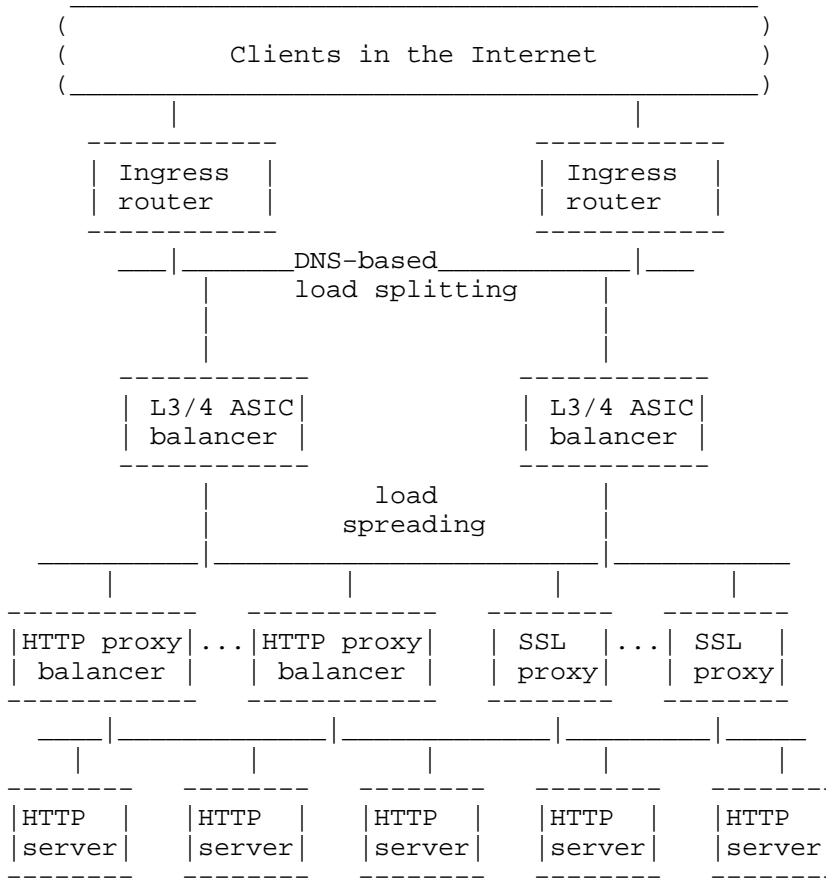 Clients in the Internet
Ingress router
Ingress router
DNS-based load splitting
L3/4 ASIC balancer
L3/4 ASIC balancer
load spreading
HTTP proxy balancer
...
HTTP proxy balancer
SSL proxy
...
SSL proxy
HTTP server
HTTP server
HTTP server
HTTP server
HTTP server